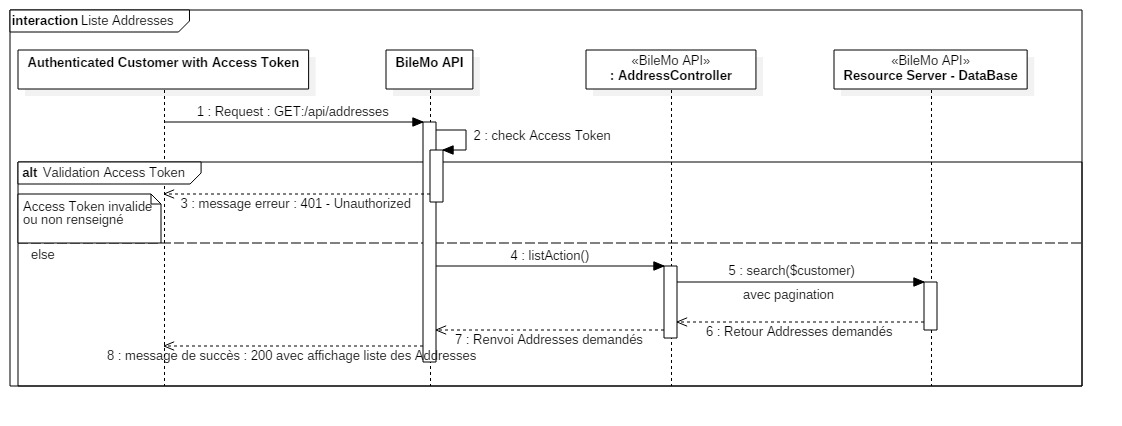 interaction Liste Addresses
Authenticated Customer with Access Token
BileMo API
«BileMo API»
: AddressController
«BileMo API»
Resource Server - DataBase
1 : Request : GET:/api/addresses
2 : check Access Token
alt Validation Access Token
3 : message erreur : 401 - Unauthorized
Access Token invalide
ou non renseigné
else
4 : listAction()
5 : search($customer)
avec pagination
6 : Retour Addresses demandés
7 : Renvoi Addresses demandés
8 : message de succès : 200 avec affichage liste des Addresses